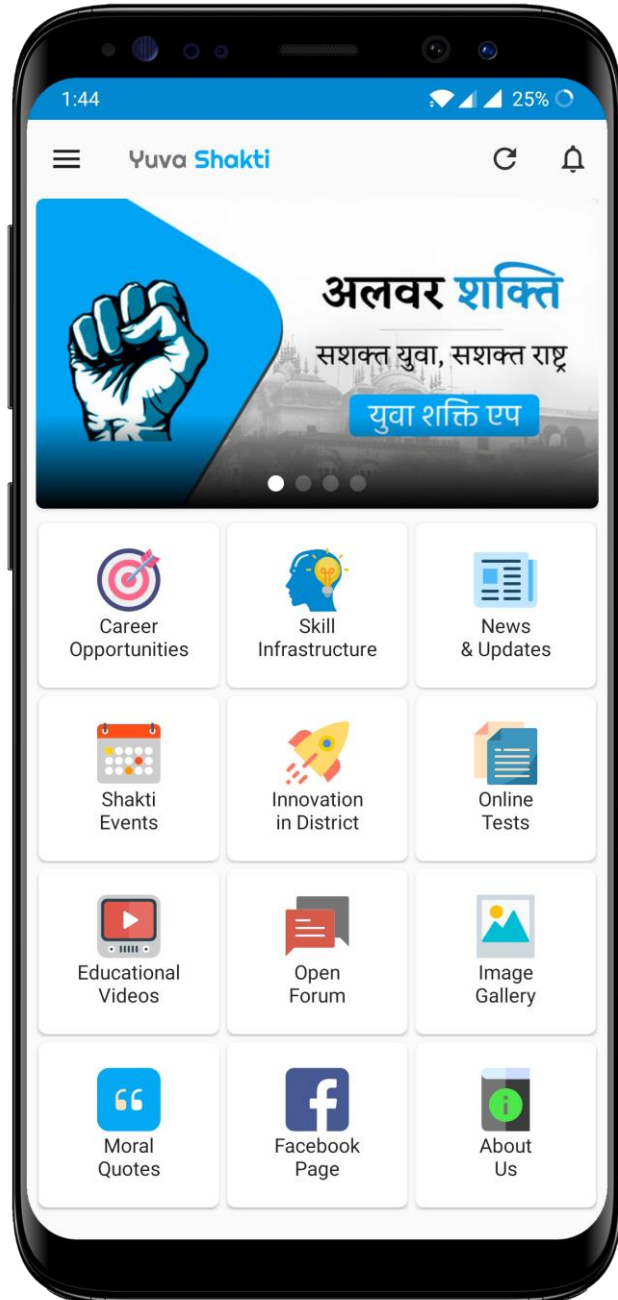 1:44 25%
Yuva Shakti
अलवर शक्ति
सशक्त युवा, सशक्त राष्ट्र
युवा शक्ति एप
Career
Opportunities
Skill
Infrastructure
News
& Updates
Shakti
Events
Innovation
in District
Online
Tests
Educational
Videos
Open
Forum
Image
Gallery
Moral
Quotes
Facebook
Page
About
Us